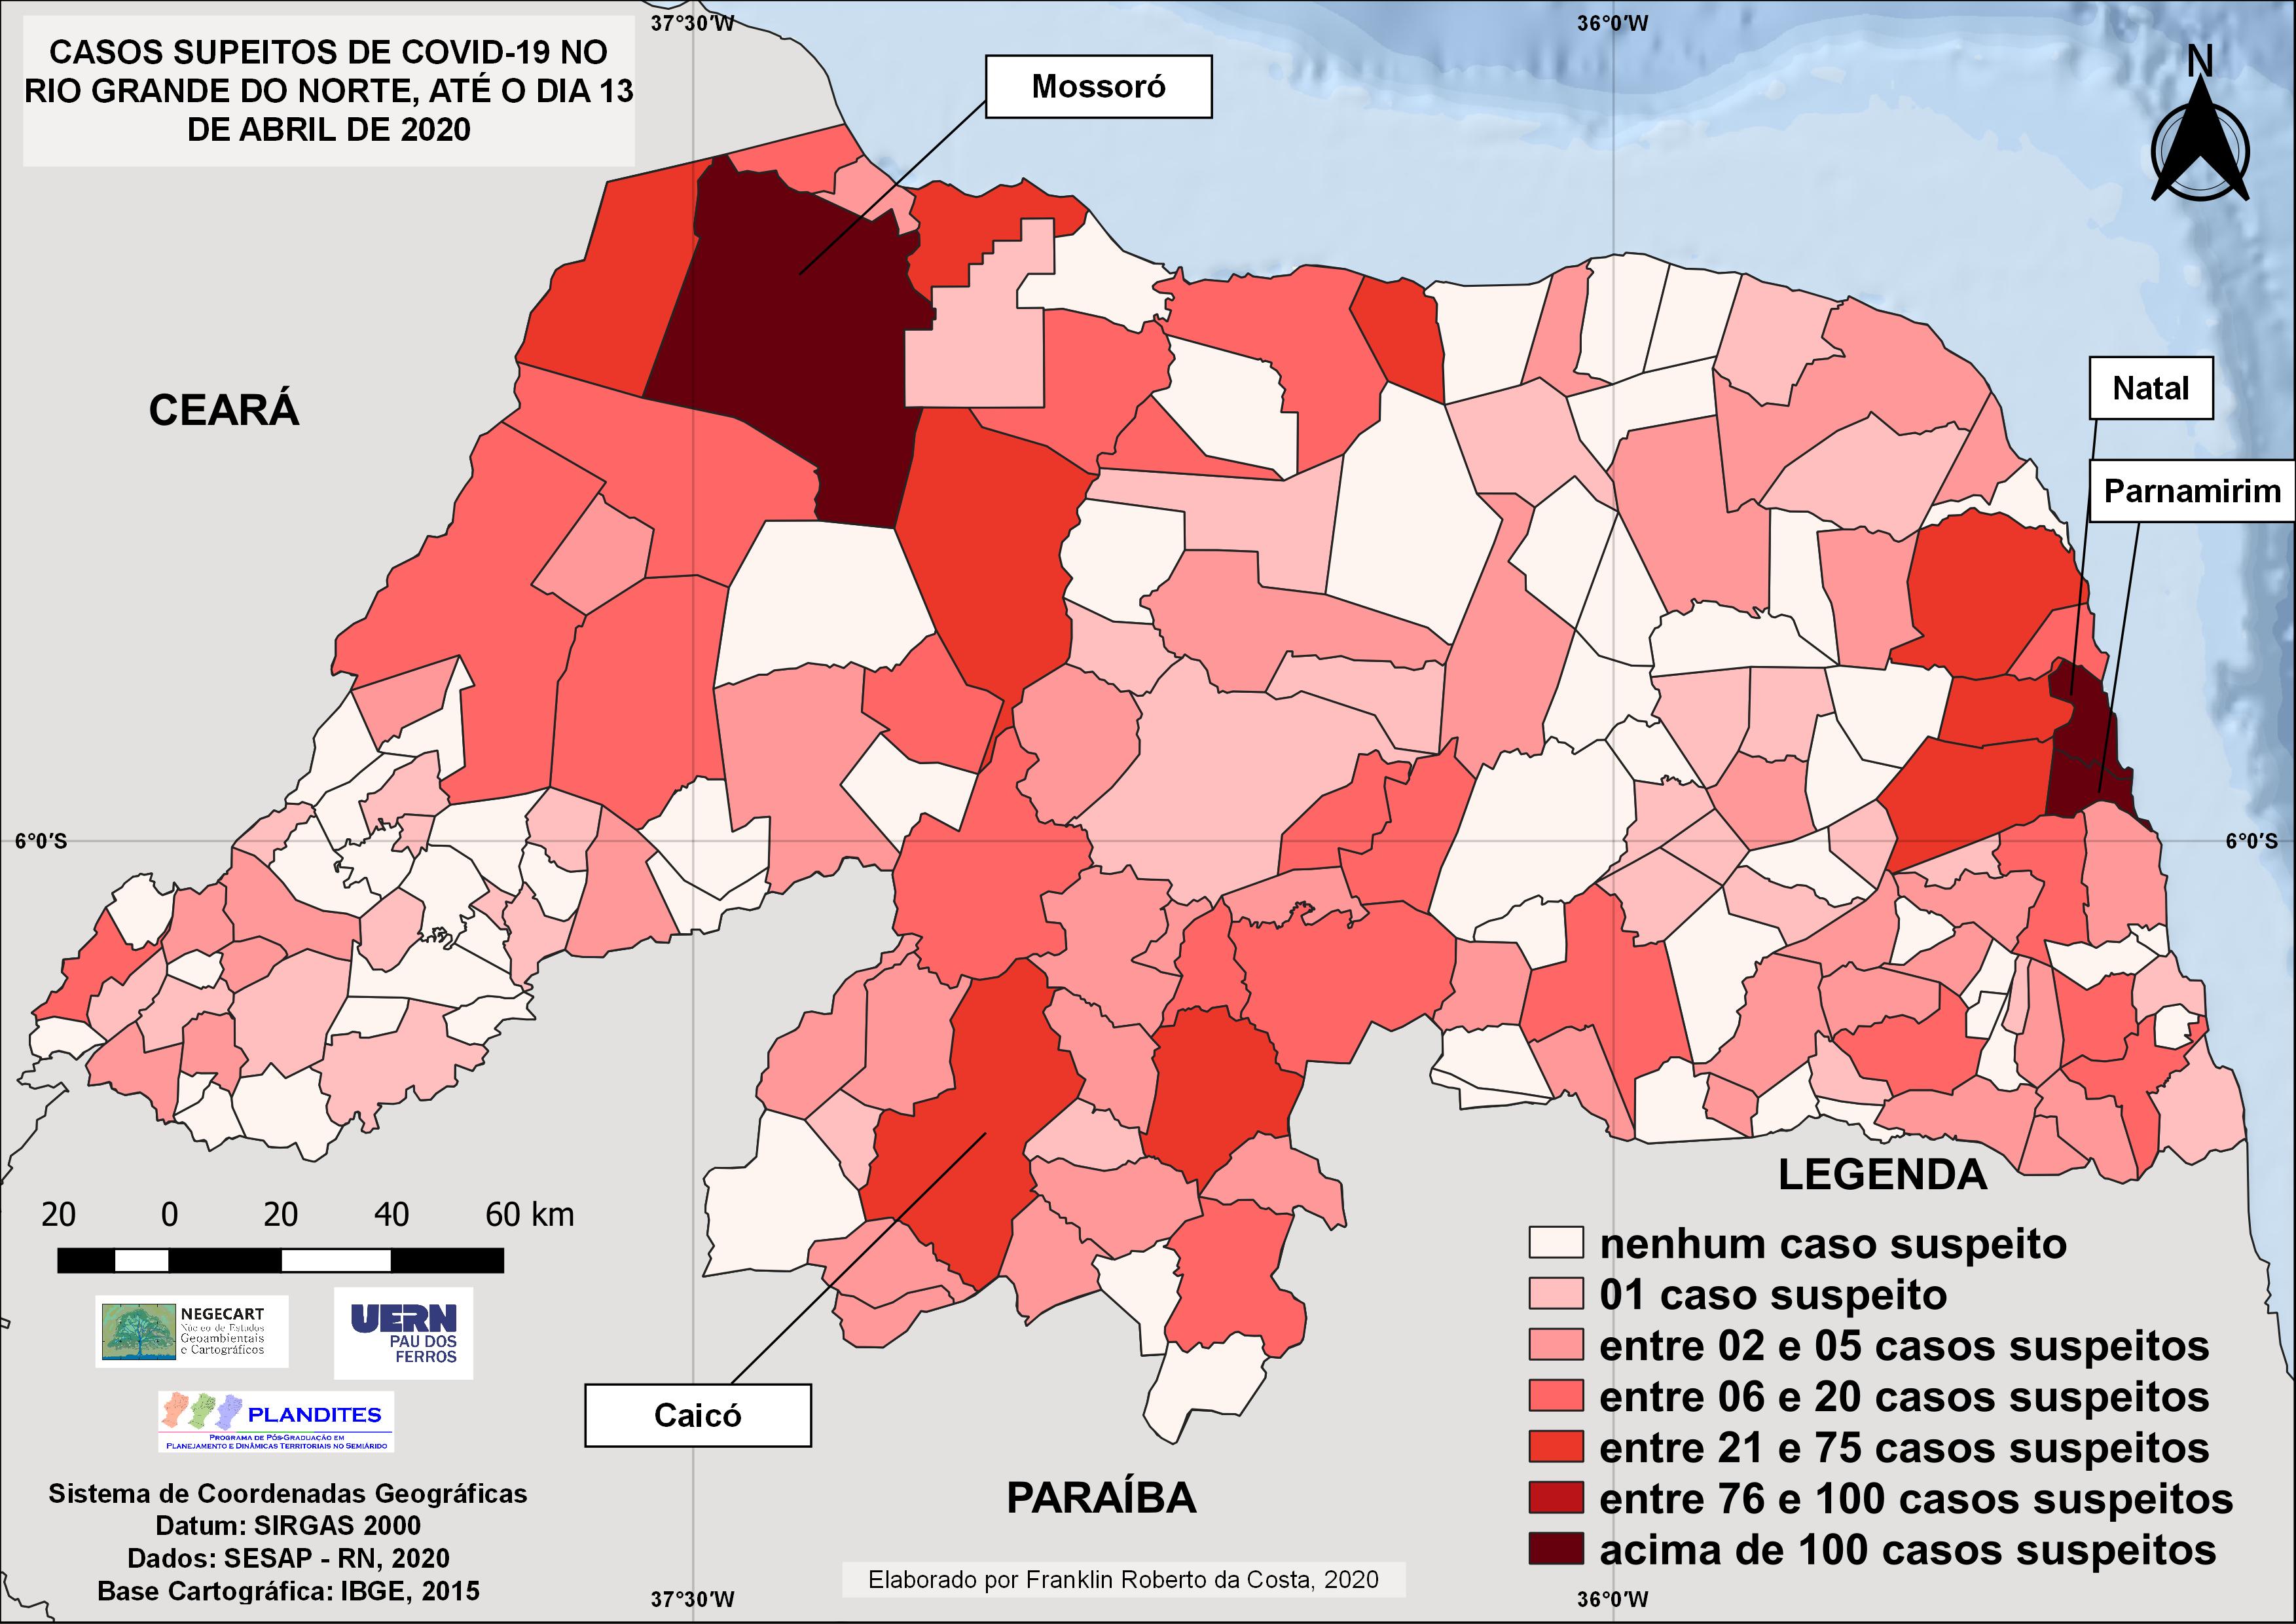 37°30′W
36°0′W
CASOS SUPEITOS DE COVID-19 NO
RIO GRANDE DO NORTE, ATÉ O DIA 13
DE ABRIL DE 2020
N
Mossoró
Natal
CEARÁ
Parnamirim
6°0′S
6°0′S
LEGENDA
20 0 20 40 60 km
nenhum caso suspeito
01 caso suspeito
entre 02 e 05 casos suspeitos
entre 06 e 20 casos suspeitos
entre 21 e 75 casos suspeitos
entre 76 e 100 casos suspeitos
acima de 100 casos suspeitos
NEGECART
Núcleo de Estudos
Geoambientais
e Cartográficos
UERN
PAU DOS
FERROS
PLANDITES
PROGRAMA DE PÓS-GRADUAÇÃO EM
PLANEJAMENTO E DINÂMICAS TERRITORIAIS NO SEMIÁRIDO
Caicó
PARAÍBA
Sistema de Coordenadas Geográficas
Datum: SIRGAS 2000
Dados: SESAP - RN, 2020
Base Cartográfica: IBGE, 2015
Elaborado por Franklin Roberto da Costa, 2020
37°30′W
36°0′W